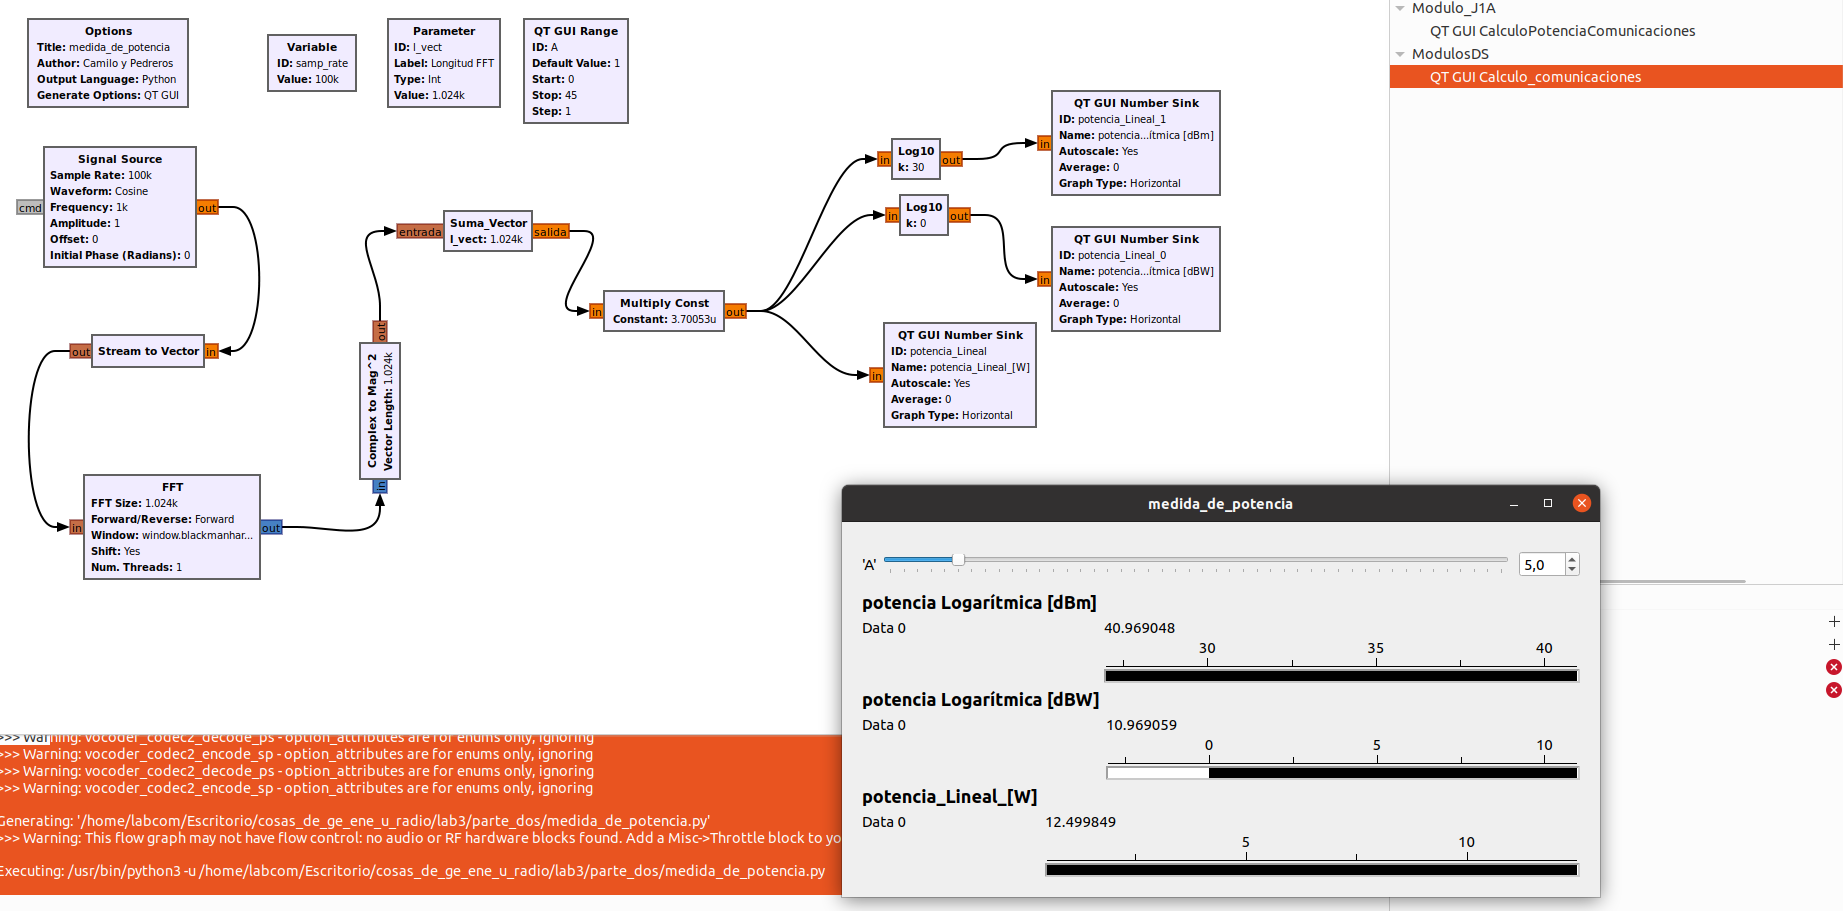 Options
Title: medida_de_potencia
Author: Camilo y Pedreros
Output Language: Python
Generate Options: QT GUI
Variable
ID: samp_rate
Value: 100k
Parameter
ID: l_vect
Label: Longitud FFT
Type: Int
Value: 1.024k
QT GUI Range
ID: A
Default Value: 1
Start: 0
Stop: 45
Step: 1
Modulo_J1A
QT GUI CalculoPotenciaComunicaciones
ModulosDS
QT GUI Calculo_comunicaciones
Signal Source
Sample Rate: 100k
Waveform: Cosine
Frequency: 1k
Amplitude: 1
Offset: 0
Initial Phase (Radians): 0
cmd
out
out
Stream to Vector
in
FFT
FFT Size: 1.024k
Forward/Reverse: Forward
Window: window.blackmanhar...
Shift: Yes
Num. Threads: 1
in
out
out
Complex to Mag^2
Vector Length: 1.024k
in
entrada
Suma_Vector
l_vect: 1.024k
salida
in
Multiply Const
Constant: 3.70053u
out
in
Log10
k: 30
out
in
Log10
k: 0
out
in
QT GUI Number Sink
ID: potencia_Lineal_1
Name: potencia...ítmica [dBm]
Autoscale: Yes
Average: 0
Graph Type: Horizontal
in
QT GUI Number Sink
ID: potencia_Lineal_0
Name: potencia...ítmica [dBW]
Autoscale: Yes
Average: 0
Graph Type: Horizontal
in
QT GUI Number Sink
ID: potencia_Lineal
Name: potencia_Lineal_[W]
Autoscale: Yes
Average: 0
Graph Type: Horizontal
medida_de_potencia
'A'
5,0
potencia Logarítmica [dBm]
Data 0
40.969048
30 35 40
potencia Logarítmica [dBW]
Data 0
10.969059
0 5 10
potencia_Lineal_[W]
Data 0
12.499849
5 10
>>> Warning: vocoder_codec2_decode_ps - option_attributes are for enums only, ignoring
>>> Warning: vocoder_codec2_encode_sp - option_attributes are for enums only, ignoring
>>> Warning: vocoder_codec2_decode_ps - option_attributes are for enums only, ignoring
>>> Warning: vocoder_codec2_encode_sp - option_attributes are for enums only, ignoring
Generating: '/home/labcom/Escritorio/cosas_de_ge_ene_u_radio/lab3/parte_dos/medida_de_potencia.py'
>>> Warning: This flow graph may not have flow control: no audio or RF hardware blocks found. Add a Misc->Throttle block to yo
Executing: /usr/bin/python3 -u /home/labcom/Escritorio/cosas_de_ge_ene_u_radio/lab3/parte_dos/medida_de_potencia.py